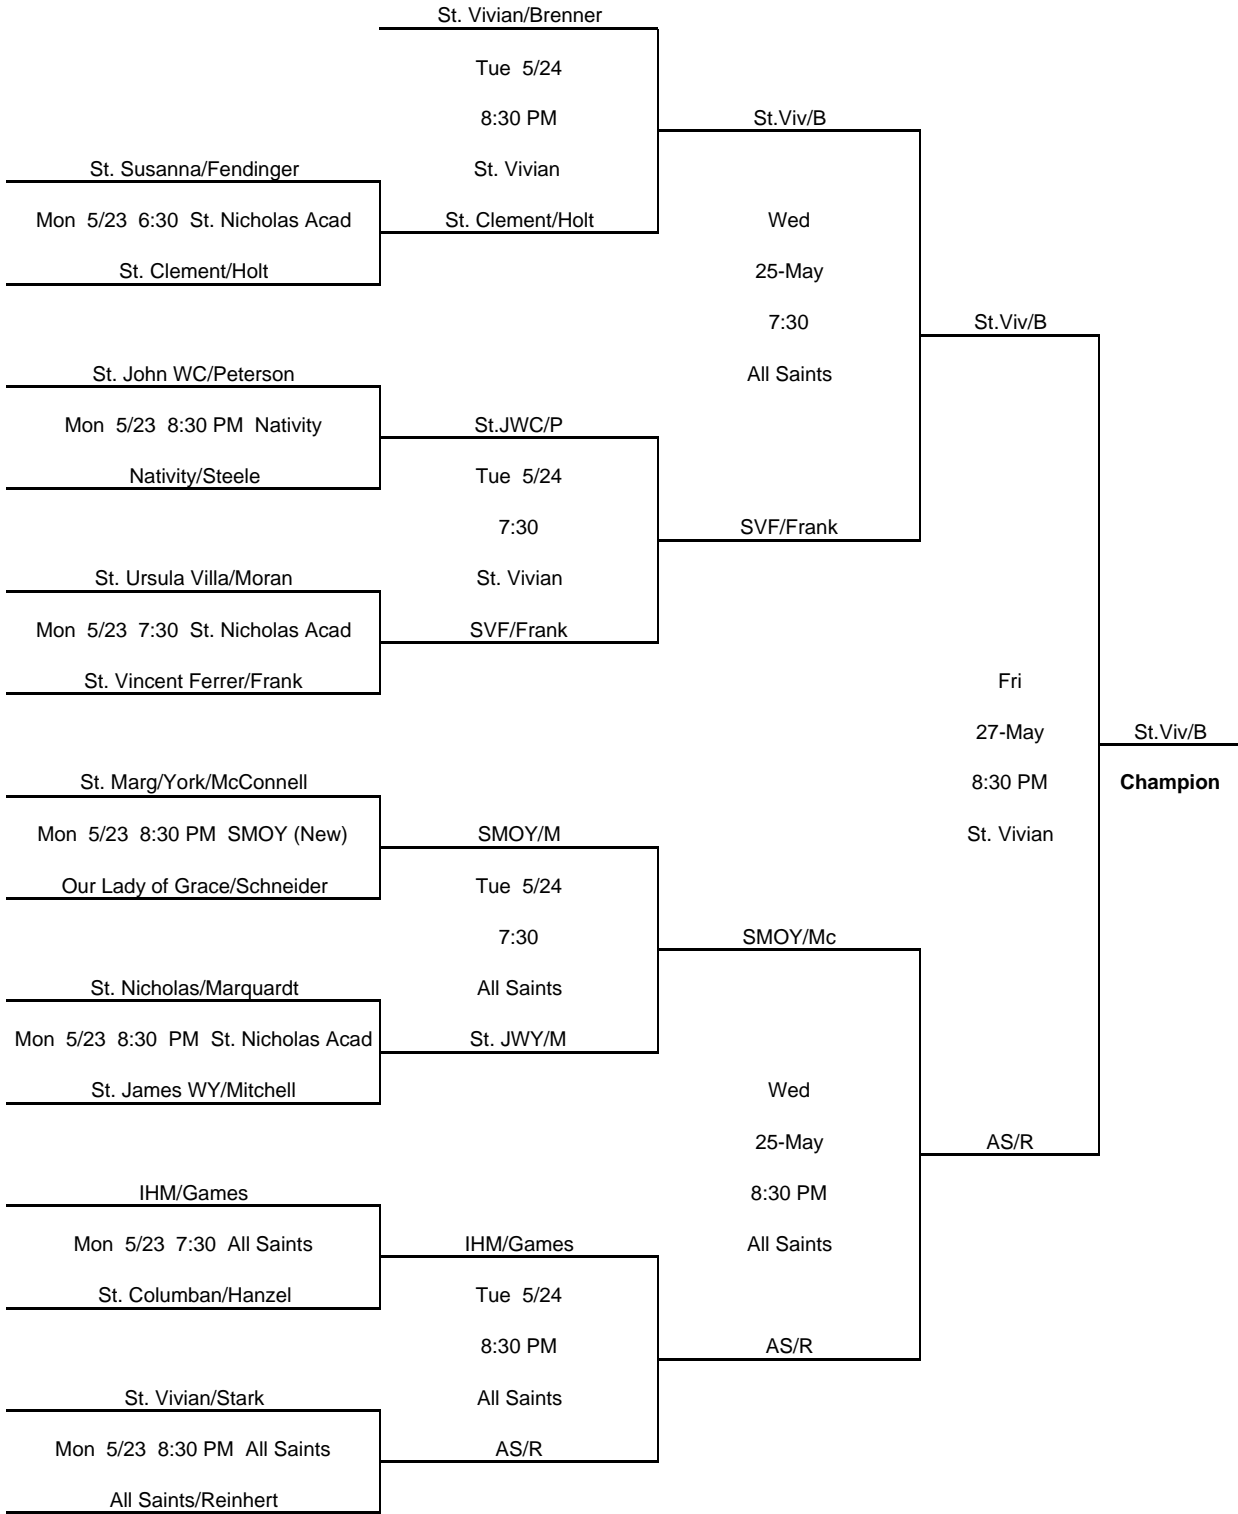 St. Vivian/Brenner
Tue 5/24
8:30 PM
St.Viv/B
St. Susanna/Fendinger
St. Vivian
Mon 5/23 6:30 St. Nicholas Acad
St. Clement/Holt
Wed
St. Clement/Holt
25-May
7:30
St.Viv/B
St. John WC/Peterson
All Saints
Mon 5/23 8:30 PM Nativity
St.JWC/P
Nativity/Steele
Tue 5/24
7:30
SVF/Frank
St. Ursula Villa/Moran
St. Vivian
Mon 5/23 7:30 St. Nicholas Acad
SVF/Frank
St. Vincent Ferrer/Frank
Fri
27-May
St.Viv/B
St. Marg/York/McConnell
8:30 PM
Champion
Mon 5/23 8:30 PM SMOY (New)
SMOY/M
St. Vivian
Our Lady of Grace/Schneider
Tue 5/24
7:30
SMOY/Mc
St. Nicholas/Marquardt
All Saints
Mon 5/23 8:30 PM St. Nicholas Acad
St. JWY/M
St. James WY/Mitchell
Wed
25-May
AS/R
IHM/Games
8:30 PM
Mon 5/23 7:30 All Saints
IHM/Games
All Saints
St. Columban/Hanzel
Tue 5/24
8:30 PM
AS/R
St. Vivian/Stark
All Saints
Mon 5/23 8:30 PM All Saints
AS/R
All Saints/Reinhert